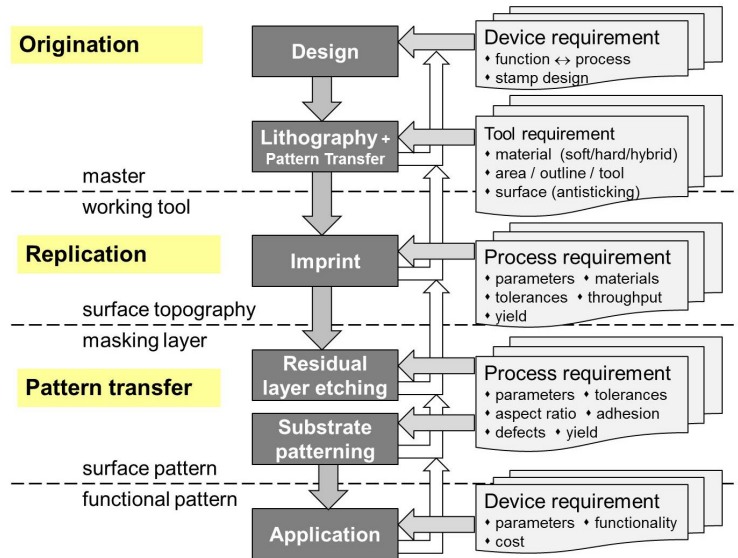 Origination
Design
Device requirement
⬩ function ↔ process
⬩ stamp design
Lithography +
Pattern Transfer
Tool requirement
⬩ material (soft/hard/hybrid)
⬩ area / outline / tool
⬩ surface (antisticking)
master
working tool
Replication
Imprint
Process requirement
⬩ parameters ⬩ materials
⬩ tolerances ⬩ throughput
⬩ yield
surface topography
masking layer
Pattern transfer
Residual
layer etching
Substrate
patterning
Process requirement
⬩ parameters ⬩ tolerances
⬩ aspect ratio ⬩ adhesion
⬩ defects ⬩ yield
surface pattern
functional pattern
Application
Device requirement
⬩ parameters ⬩ functionality
⬩ cost